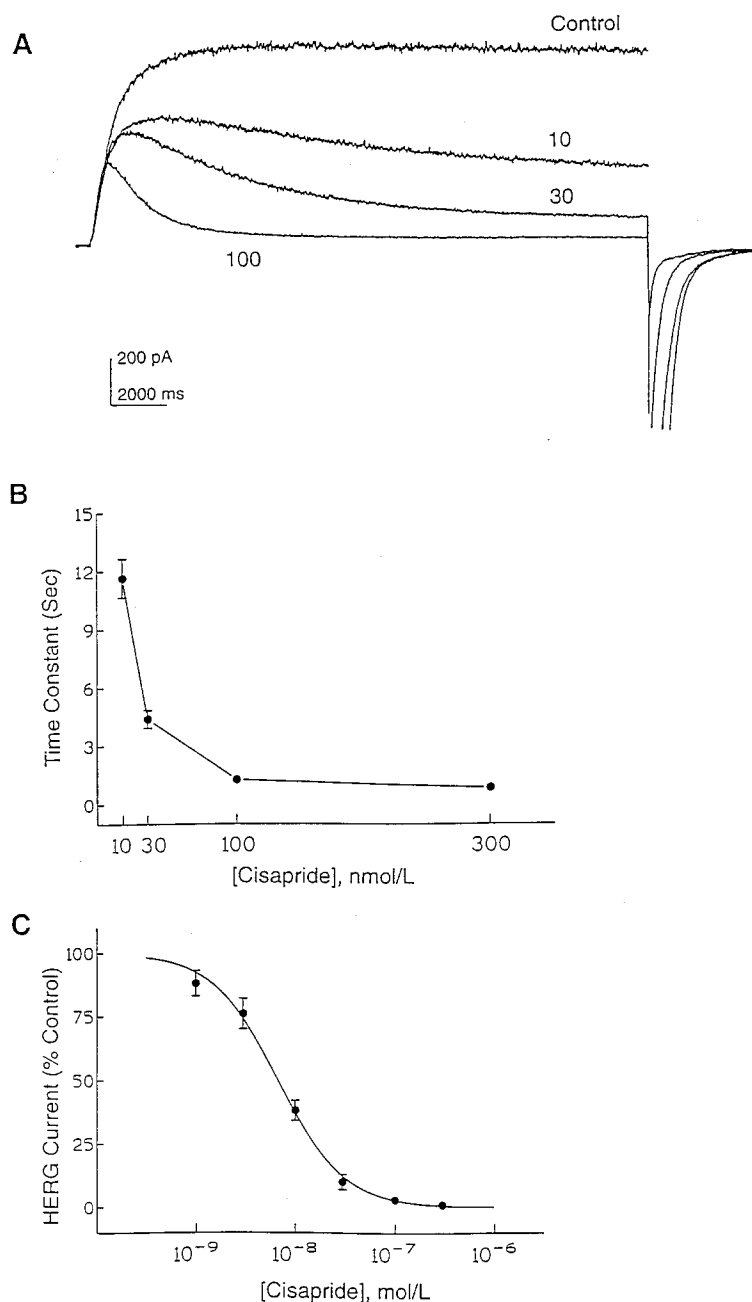 A
Control
10
30
100
200 pA
2000 ms
B
Time Constant (Sec)
15
12
9
6
3
0
10 30 100 300
[Cisapride], nmol/L
C
HERG Current (% Control)
100
75
50
25
0
10⁻⁹ 10⁻⁸ 10⁻⁷ 10⁻⁶
[Cisapride], mol/L